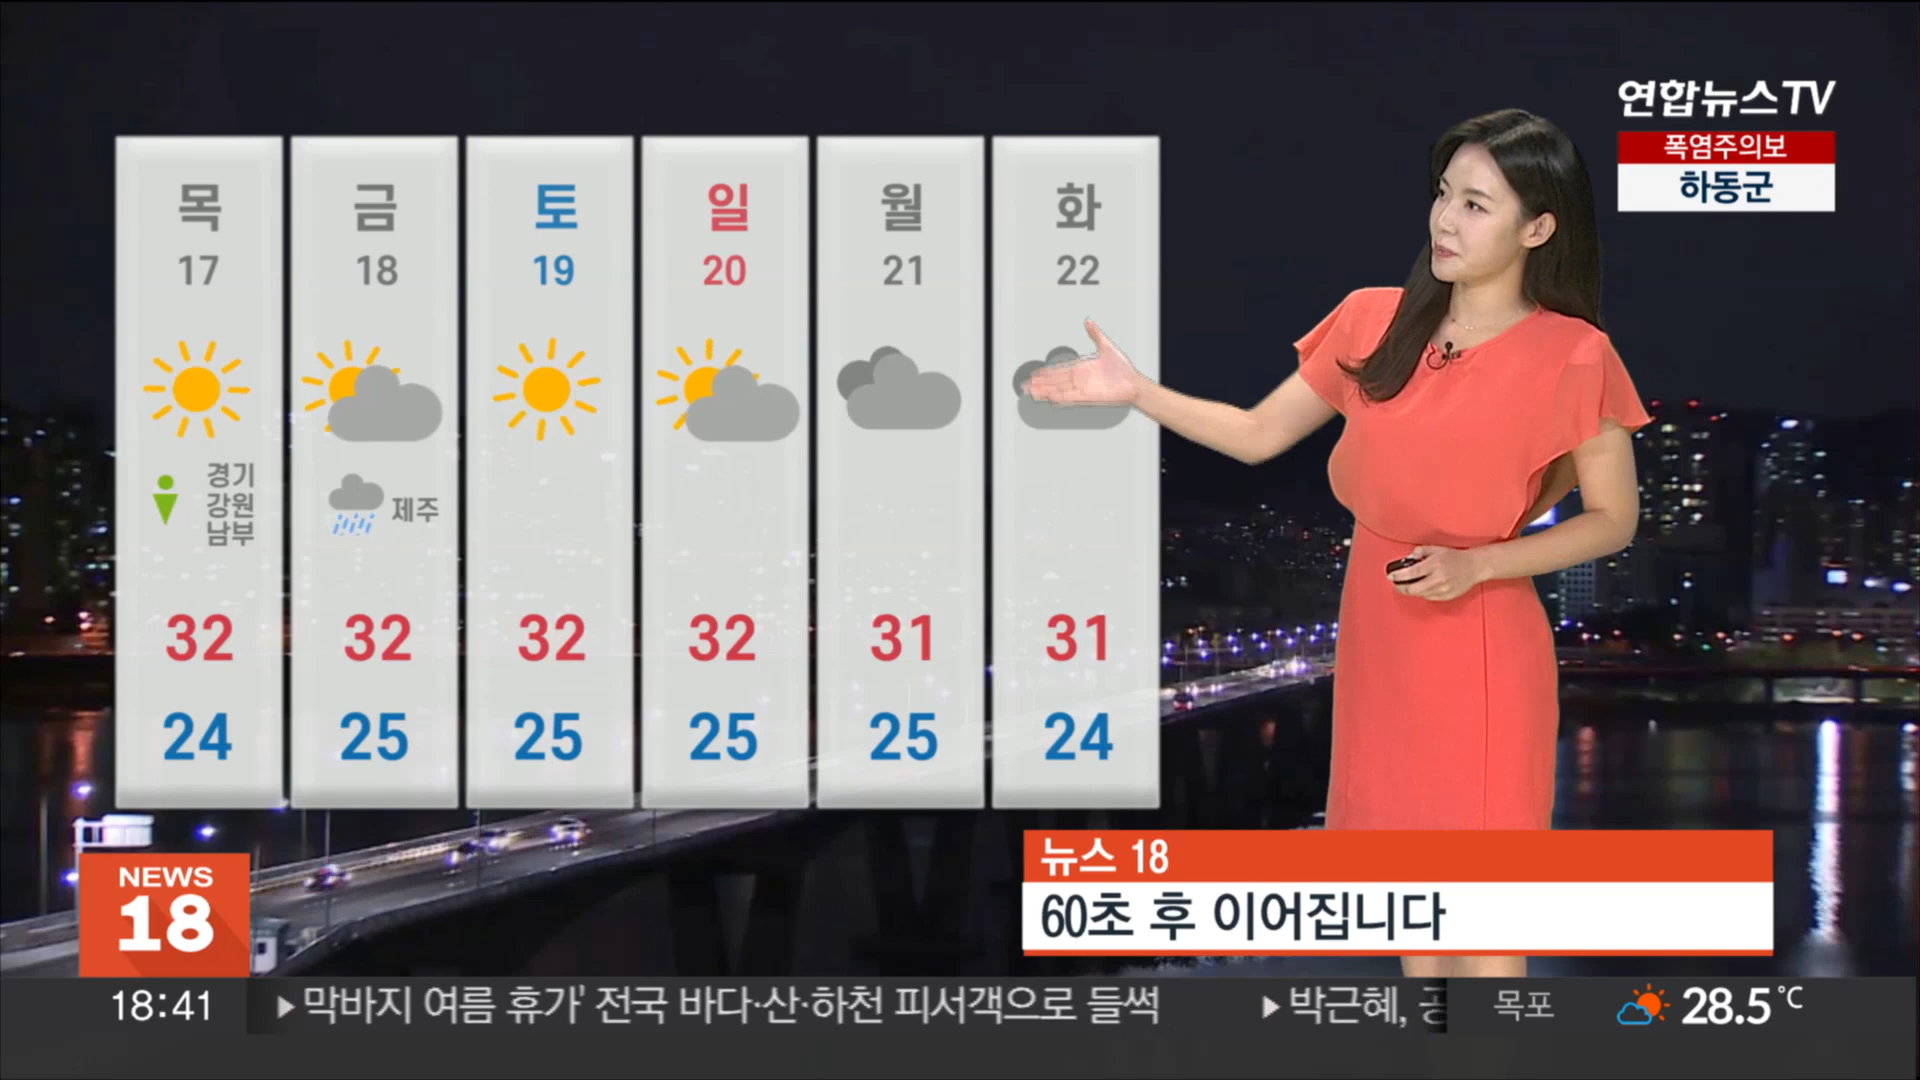 연합뉴스TV
폭염주의보
하동군
목 금 토 일 월 화
17 18 19 20 21 22
경기
강원
남부
제주
32 32 32 32 31 31
24 25 25 25 25 24
뉴스 18
60초 후 이어집니다
NEWS
18
18:41 ▶막바지 여름 휴가' 전국 바다·산·하천 피서객으로 들썩 ▶박근혜, 목포 28.5℃